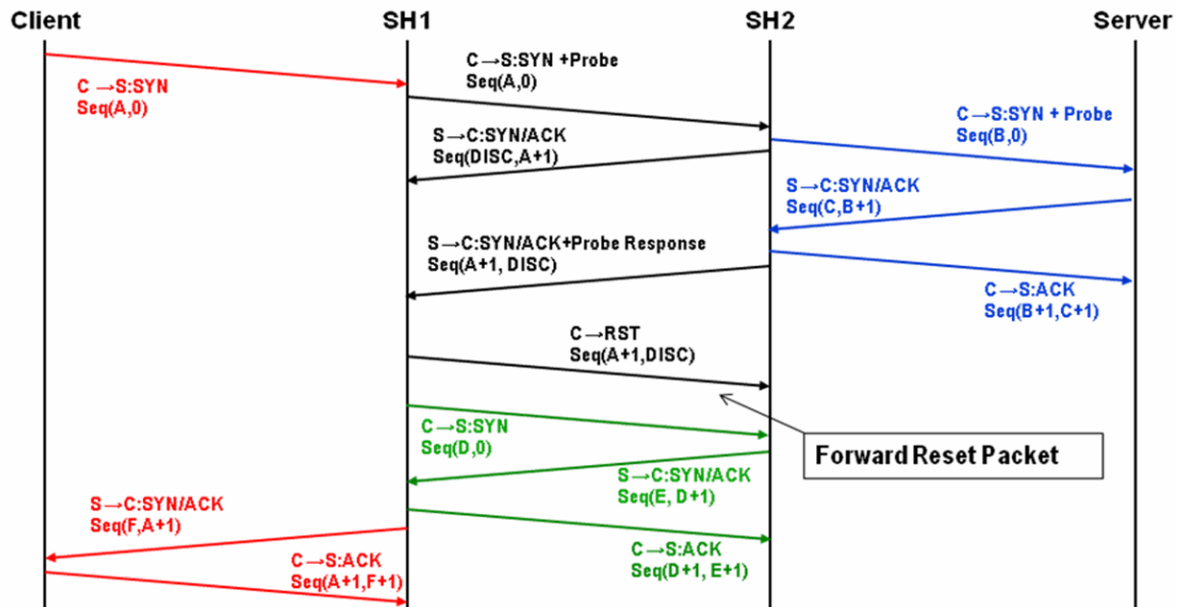 Client SH1 SH2 Server
C→S:SYN +Probe
Seq(A,0)
C →S:SYN
Seq(A,0)
C→S:SYN + Probe
Seq(B,0)
S→C:SYN/ACK
Seq(DISC,A+1)
S→C:SYN/ACK
Seq(C,B+1)
S→C:SYN/ACK+Probe Response
Seq(A+1, DISC)
C→S:ACK
Seq(B+1,C+1)
C→RST
Seq(A+1,DISC)
C→S:SYN
Seq(D,0)
Forward Reset Packet
S→C:SYN/ACK
Seq(E, D+1)
S→C:SYN/ACK
Seq(F,A+1)
C→S:ACK
Seq(D+1, E+1)
C→S:ACK
Seq(A+1,F+1)